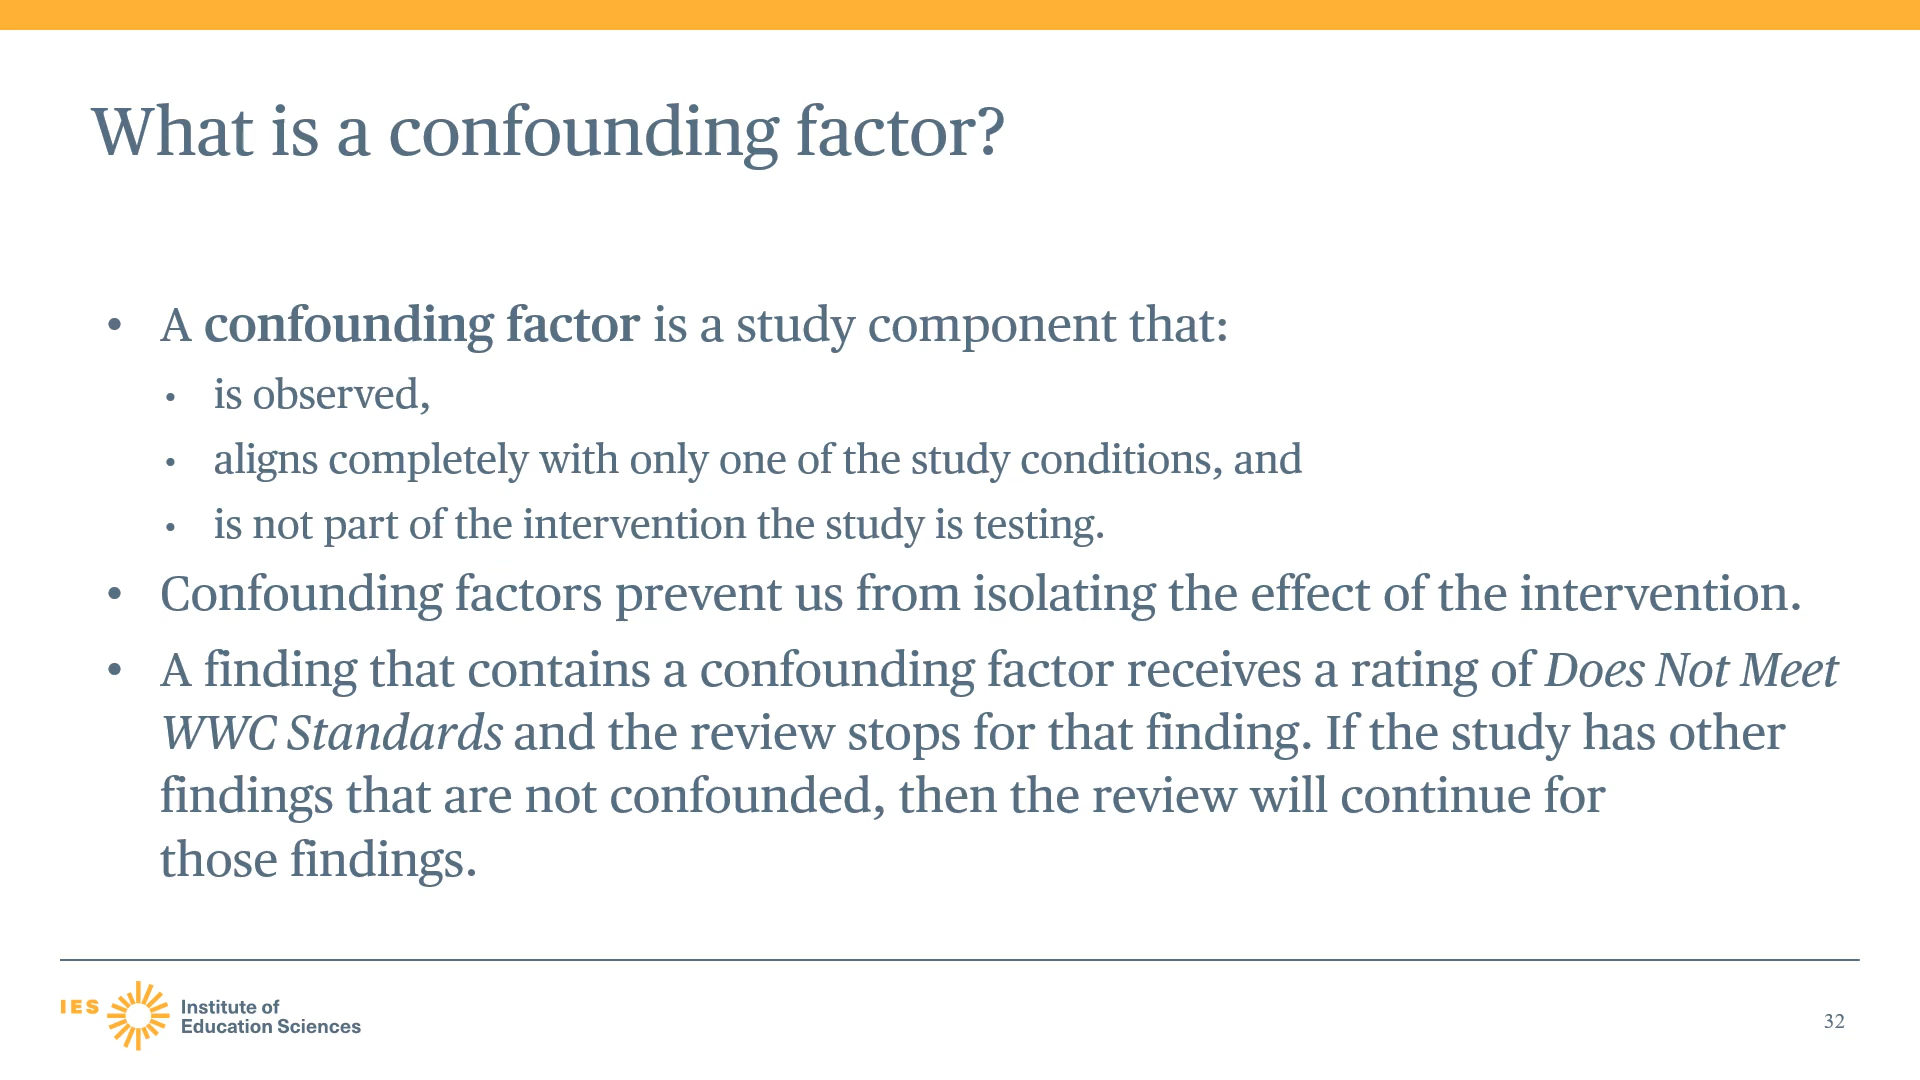 What is a confounding factor?
• A confounding factor is a study component that:
• is observed,
• aligns completely with only one of the study conditions, and
• is not part of the intervention the study is testing.
• Confounding factors prevent us from isolating the effect of the intervention.
• A finding that contains a confounding factor receives a rating of Does Not Meet
WWC Standards and the review stops for that finding. If the study has other
findings that are not confounded, then the review will continue for
those findings.
IES Institute of
Education Sciences
32